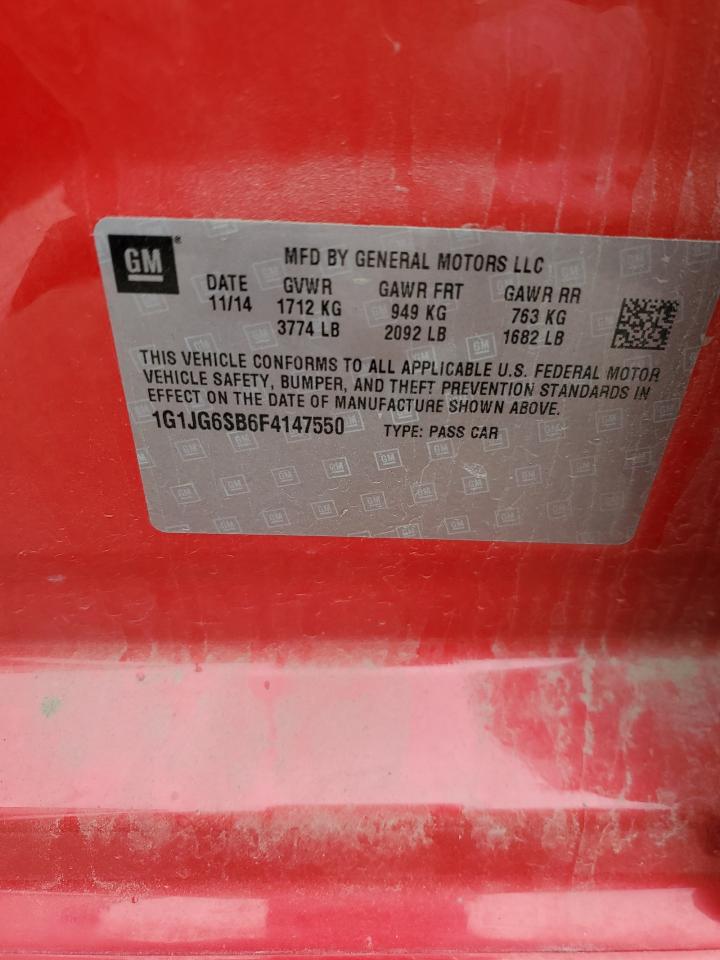 GM
MFD BY GENERAL MOTORS LLC
DATE GVWR GAWR FRT GAWR RR
11/14 1712 KG 949 KG 763 KG
3774 LB 2092 LB 1682 LB
THIS VEHICLE CONFORMS TO ALL APPLICABLE U.S. FEDERAL MOTOR
VEHICLE SAFETY, BUMPER, AND THEFT PREVENTION STANDARDS IN
EFFECT ON THE DATE OF MANUFACTURE SHOWN ABOVE.
1G1JG6SB6F4147550 TYPE: PASS CAR